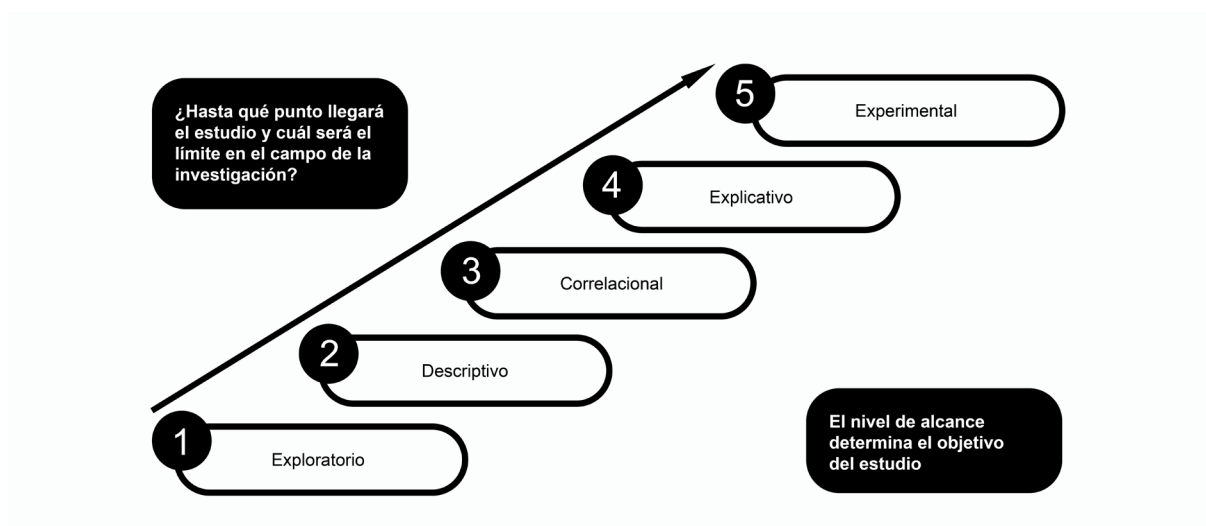 ¿Hasta qué punto llegará
el estudio y cuál será el
límite en el campo de la
investigación?
5
Experimental
4
Explicativo
3
Correlacional
2
Descriptivo
1
Exploratorio
El nivel de alcance
determina el objetivo
del estudio